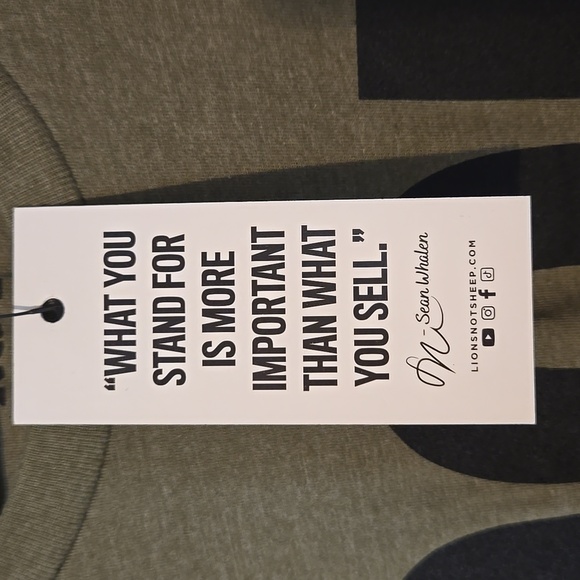 “WHAT YOU
STAND FOR
IS MORE
IMPORTANT
THAN WHAT
YOU SELL.”
- Sean Whalen
LIONSNOTSHEEP.COM